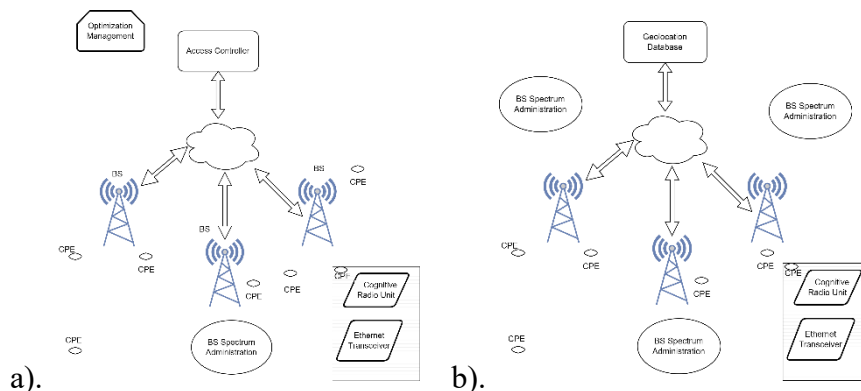 Optimization
Management
Access Controller
BS
BS
CPE
CPE
BS
CPE
CPE
CPE
CPE
Cognitive
Radio Unit
BS Spectrum
Administration
Ethernet
Transceiver
CPE
a).
Geolocation
Database
BS Spectrum
Administration
BS Spectrum
Administration
CPE
CPE
CPE
CPE
Cognitive
Radio Unit
CPE
BS Spectrum
Administration
Ethernet
Transceiver
b).